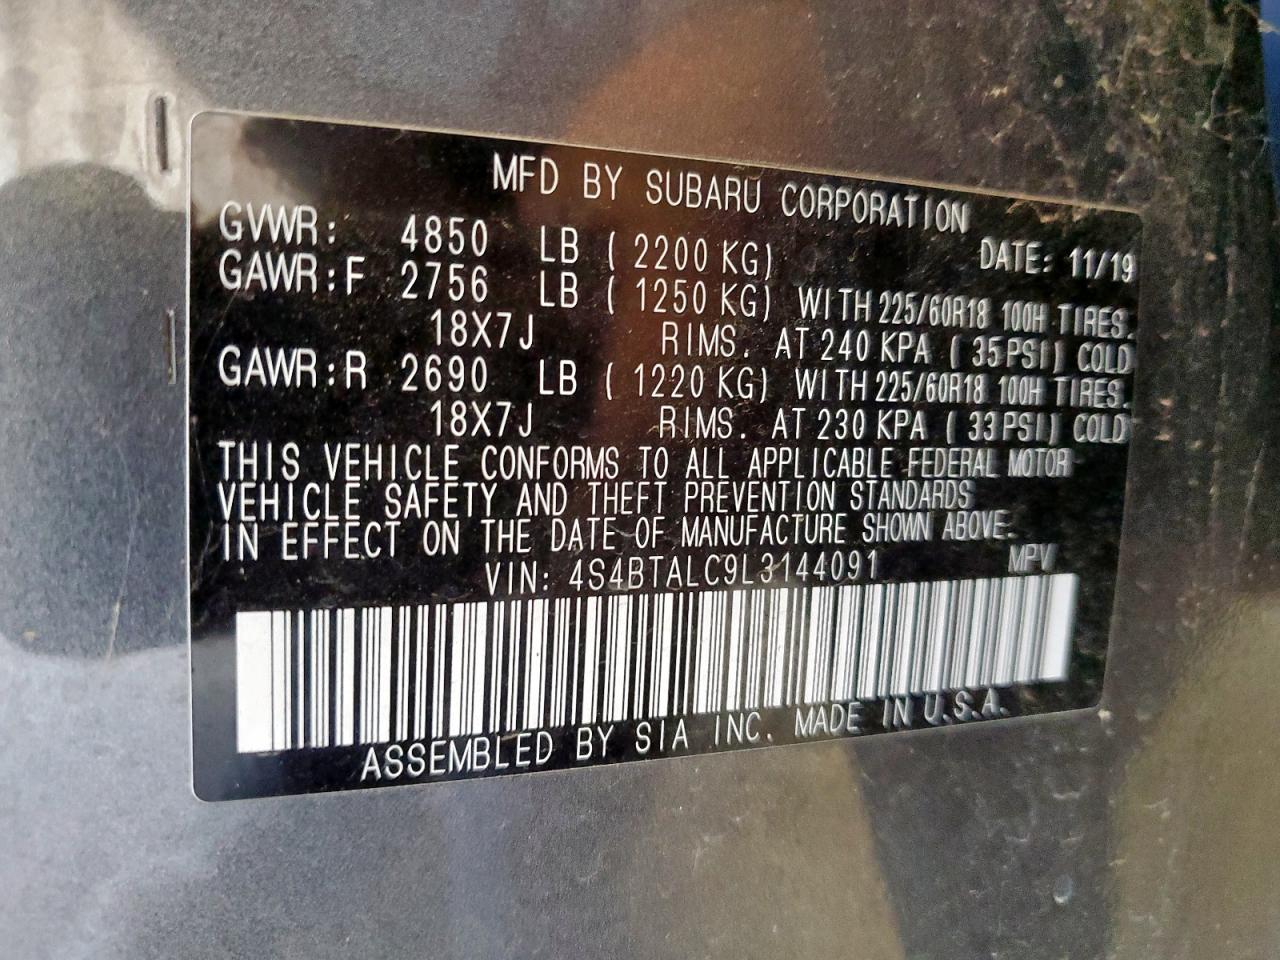 MFD BY SUBARU CORPORATION
GVWR: 4850 LB ( 2200 KG) DATE: 11/19
GAWR:F 2756 LB ( 1250 KG) WITH 225/60R18 100H TIRES.
18X7J RIMS. AT 240 KPA ( 35PSI) COLD
GAWR:R 2690 LB ( 1220 KG) WITH 225/60R18 100H TIRES.
18X7J RIMS. AT 230 KPA ( 33PSI) COLD
THIS VEHICLE CONFORMS TO ALL APPLICABLE FEDERAL MOTOR
VEHICLE SAFETY AND THEFT PREVENTION STANDARDS
IN EFFECT ON THE DATE OF MANUFACTURE SHOWN ABOVE.
VIN: 4S4BTALC9L3144091 MPV
ASSEMBLED BY SIA INC. MADE IN U.S.A.